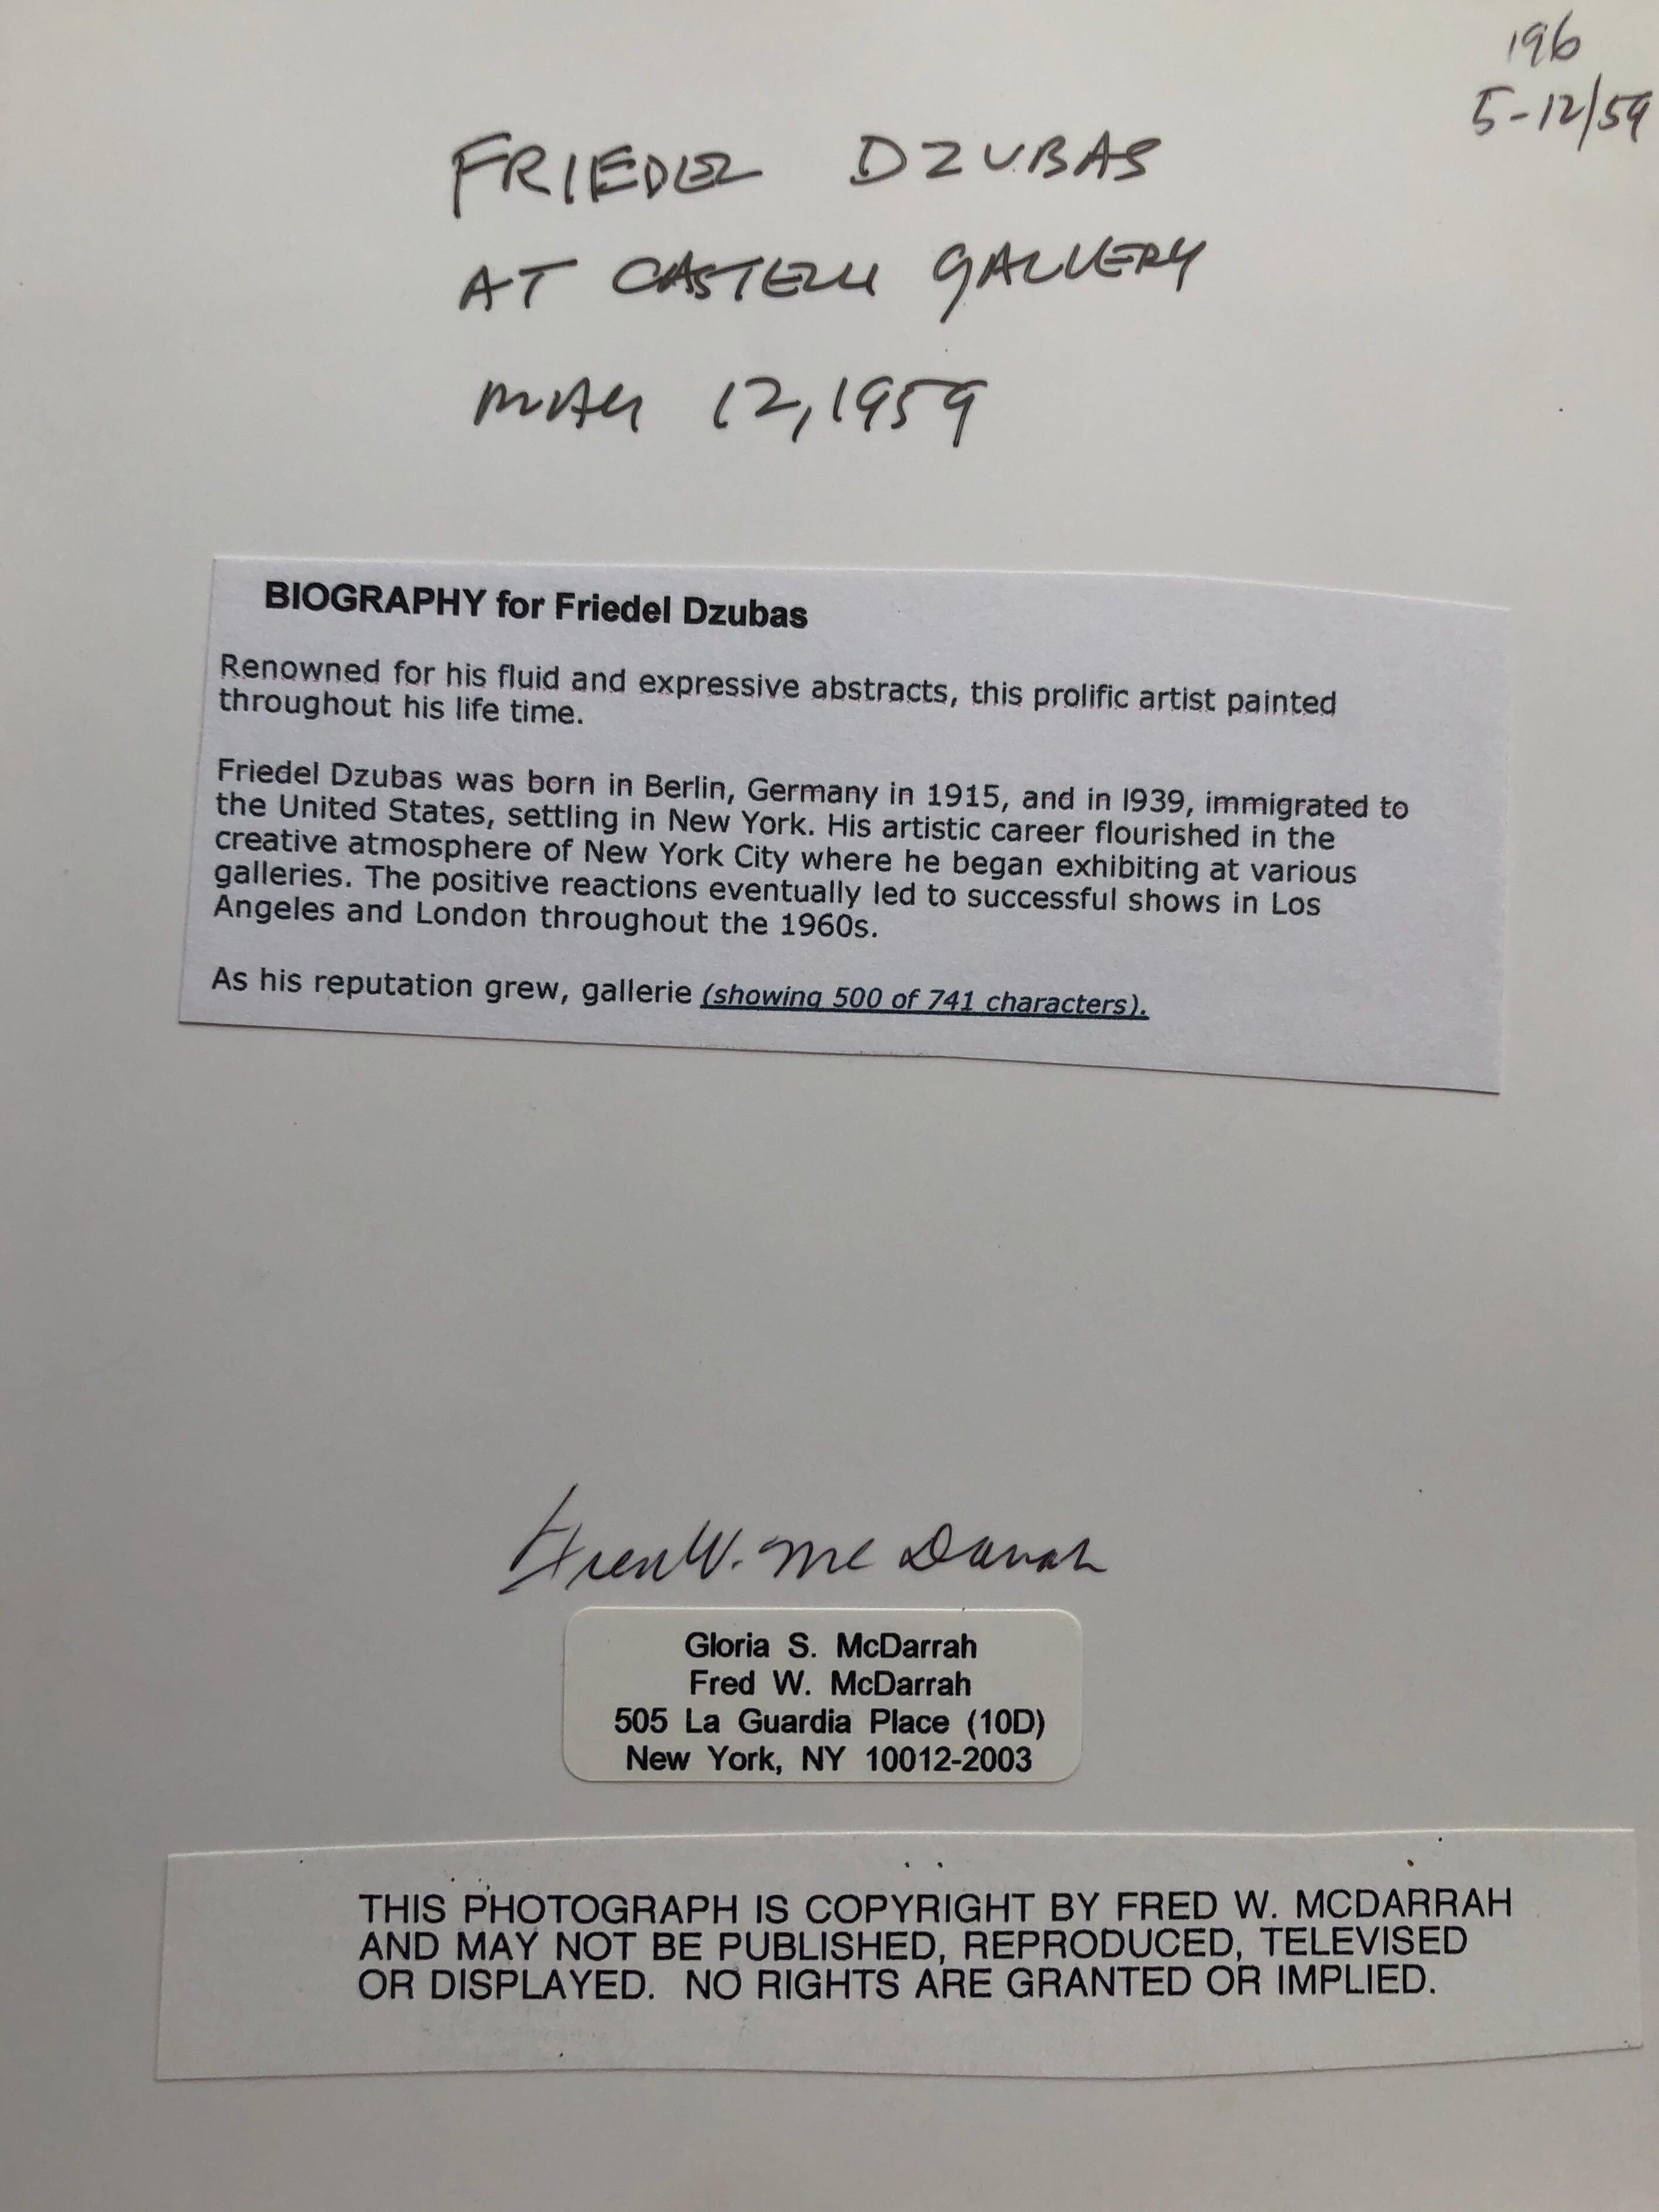 196
5-12/59
FRIEDEL DZUBAS
AT CASTELLI GALLERY
MAY 12, 1959
BIOGRAPHY for Friedel Dzubas
Renowned for his fluid and expressive abstracts, this prolific artist painted
throughout his life time.
Friedel Dzubas was born in Berlin, Germany in 1915, and in l939, immigrated to
the United States, settling in New York. His artistic career flourished in the
creative atmosphere of New York City where he began exhibiting at various
galleries. The positive reactions eventually led to successful shows in Los
Angeles and London throughout the 1960s.
As his reputation grew, gallerie (showing 500 of 741 characters).
Fred W. McDarrah
Gloria S. McDarrah
Fred W. McDarrah
505 La Guardia Place (10D)
New York, NY 10012-2003
THIS PHOTOGRAPH IS COPYRIGHT BY FRED W. MCDARRAH
AND MAY NOT BE PUBLISHED, REPRODUCED, TELEVISED
OR DISPLAYED. NO RIGHTS ARE GRANTED OR IMPLIED.